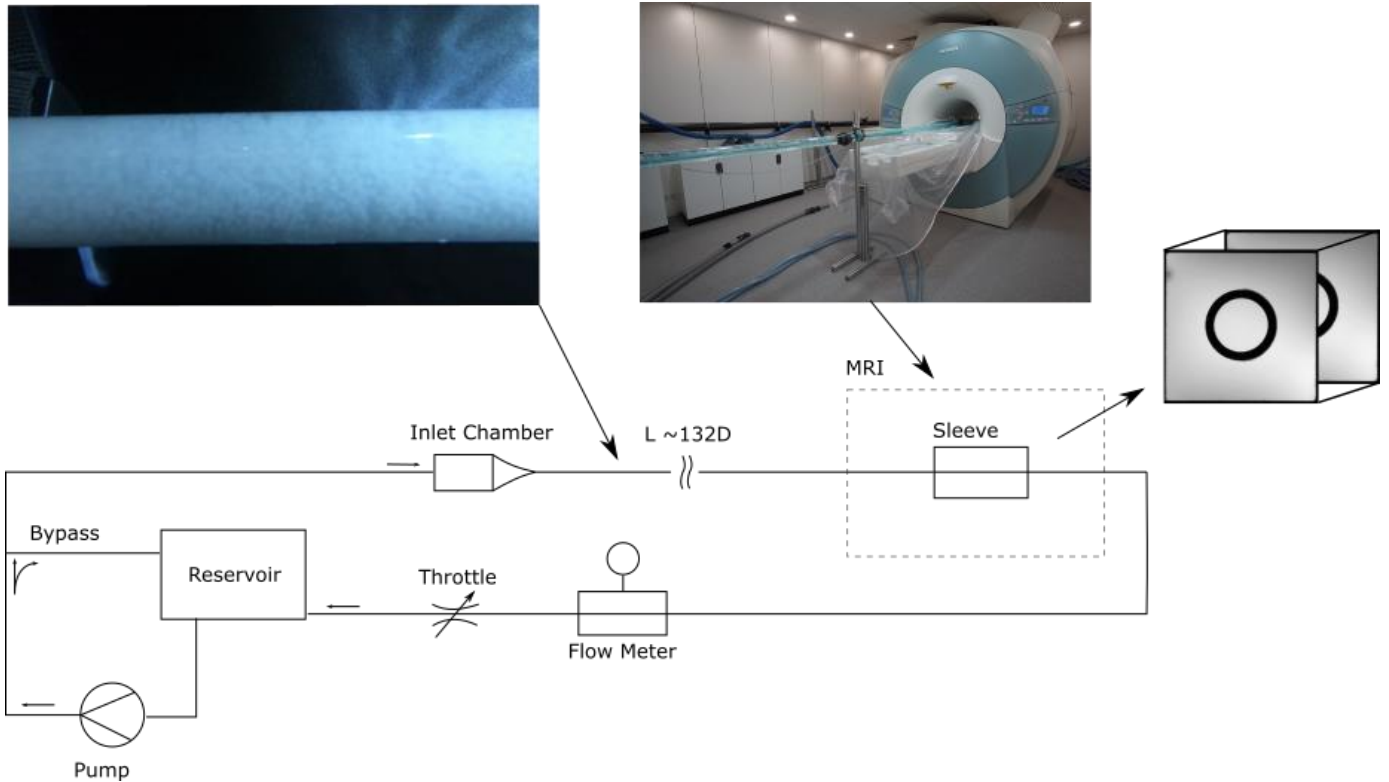 MRI
Inlet Chamber
L ~132D
Sleeve
Bypass
Reservoir
Throttle
Flow Meter
Pump